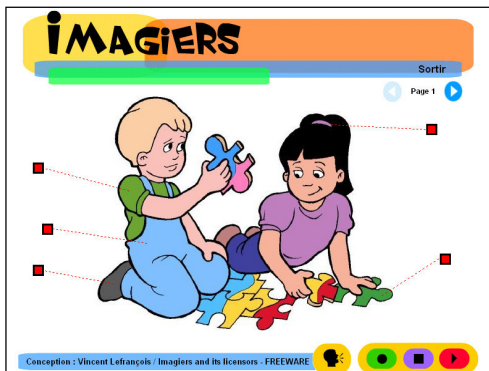 iMAGiERS
Sortir
Page 1
Conception : Vincent Lefrançois / Imagiers and its licensors - FREEWARE